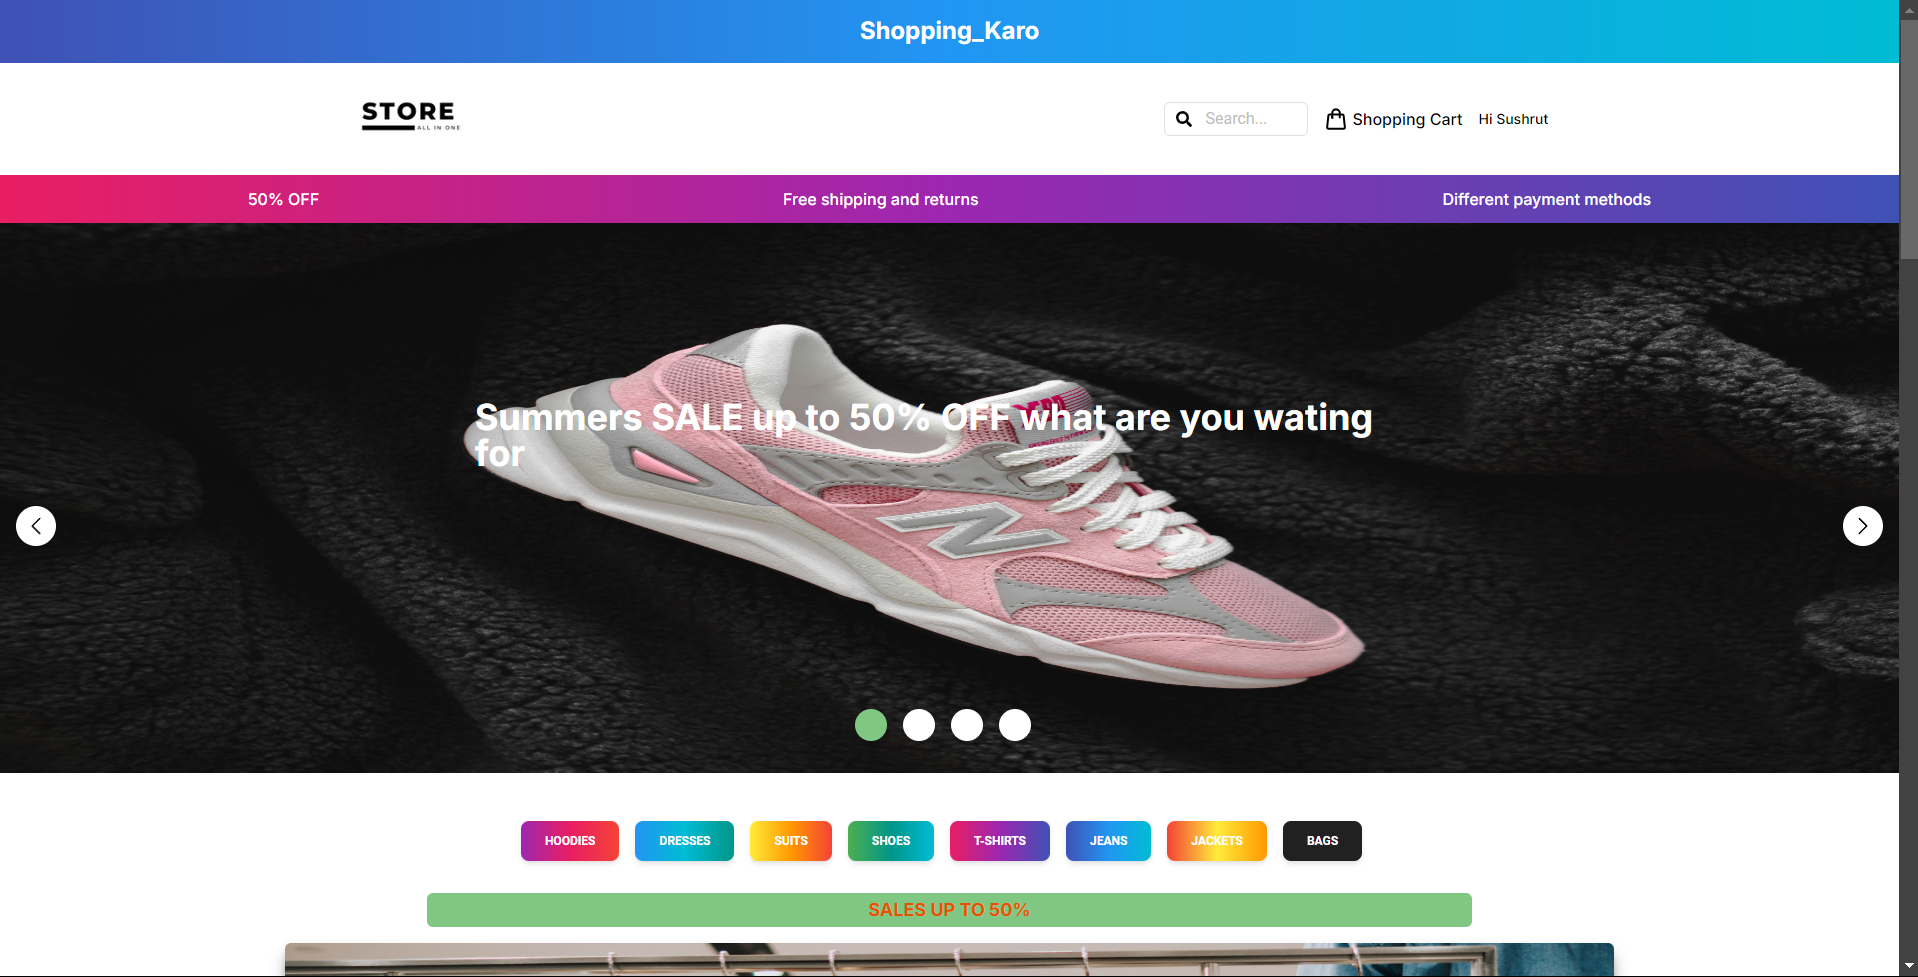 Shopping_Karo
STORE
ALL IN ONE
Search...
Shopping Cart
Hi Sushrut
50% OFF
Free shipping and returns
Different payment methods
Summers SALE up to 50% OFF what are you wating
for
N
HOODIES
DRESSES
SUITS
SHOES
T-SHIRTS
JEANS
JACKETS
BAGS
SALES UP TO 50%